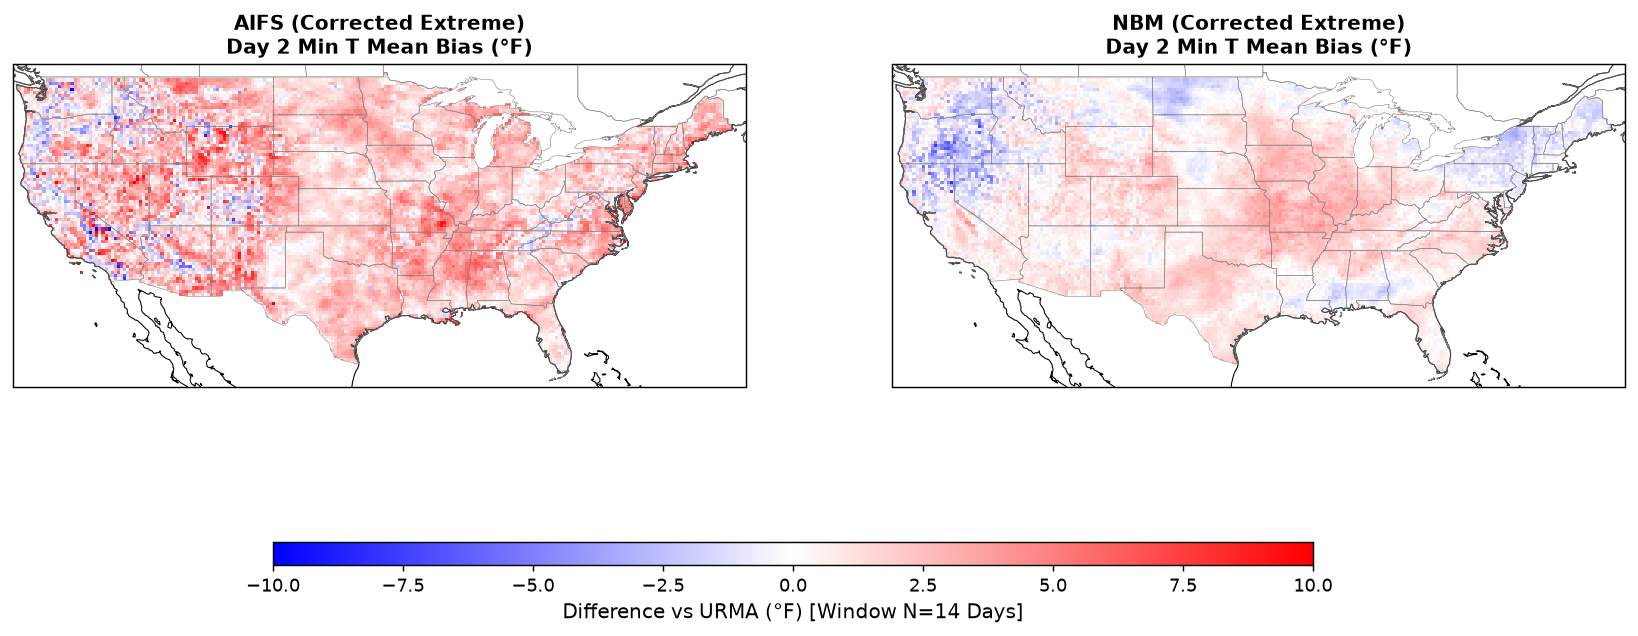 AIFS (Corrected Extreme)
Day 2 Min T Mean Bias (°F)
NBM (Corrected Extreme)
Day 2 Min T Mean Bias (°F)
−10.0 −7.5 −5.0 −2.5 0.0 2.5 5.0 7.5 10.0
Difference vs URMA (°F) [Window N=14 Days]